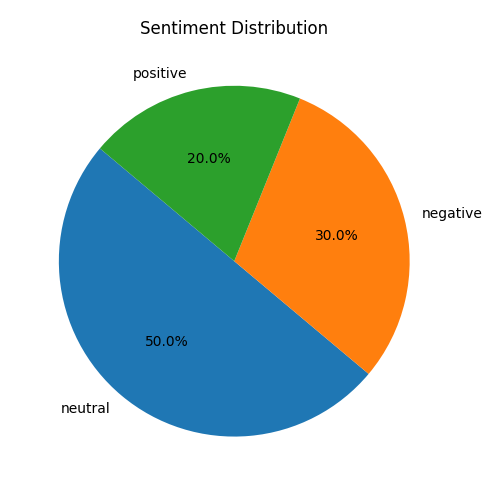 Sentiment Distribution
positive
20.0%
negative
30.0%
50.0%
neutral